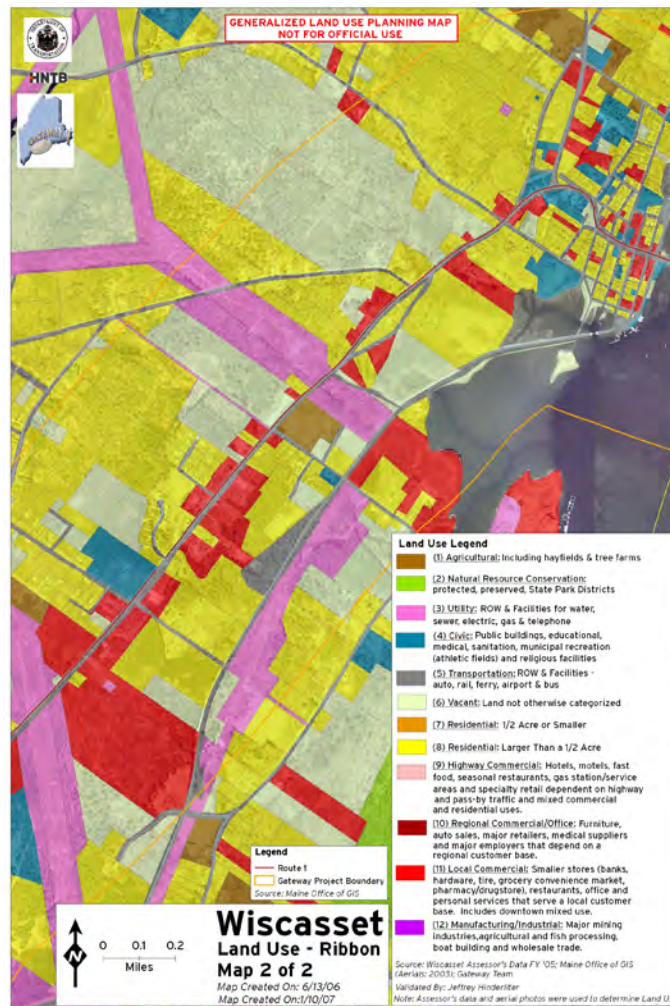 GENERALIZED LAND USE PLANNING MAP
NOT FOR OFFICIAL USE
HNTB
GATEWAY
Land Use Legend
(1) Agricultural: Including hayfields & tree farms
(2) Natural Resource Conservation:
protected, preserved, State Park Districts
(3) Utility: ROW & Facilities for water,
sewer, electric, gas & telephone
(4) Civic: Public buildings, educational,
medical, sanitation, municipal recreation
(athletic fields) and religious facilities
(5) Transportation: ROW & Facilities -
auto, rail, ferry, airport & bus
(6) Vacant: Land not otherwise categorized
(7) Residential: 1/2 Acre or Smaller
(8) Residential: Larger Than a 1/2 Acre
(9) Highway Commercial: Hotels, motels, fast
food, seasonal restaurants, gas station/service
areas and specialty retail dependent on highway
and pass-by traffic and mixed commercial
and residential uses.
(10) Regional Commercial/Office: Furniture,
auto sales, major retailers, medical suppliers
and major employers that depend on a
regional customer base.
(11) Local Commercial: Smaller stores (banks,
hardware, tire, grocery convenience market,
pharmacy/drugstore), restaurants, office and
personal services that serve a local customer
base. Includes downtown mixed use.
(12) Manufacturing/Industrial: Major mining
industries,agricultural and fish processing,
boat building and wholesale trade.
Source: Wiscasset Assessor's Data FY '05; Maine Office of GIS
(Aerials: 2003); Gateway Team
Validated By: Jeffrey Hinderliter
Note: Assessor's data and aerial photos were used to determine Land U
Legend
Route 1
Gateway Project Boundary
Source: Maine Office of GIS
N
0 0.1 0.2
Miles
Wiscasset
Land Use - Ribbon
Map 2 of 2
Map Created On: 6/13/06
Map Created On:1/10/07